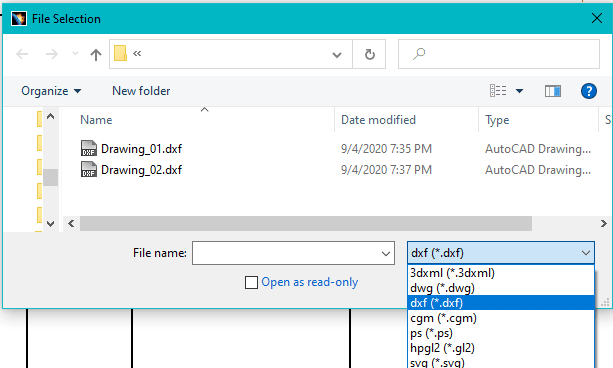 File Selection
«
Organize
New folder
?
Name
Date modified
Type
S
Drawing_01.dxf
9/4/2020 7:35 PM
AutoCAD Drawing...
Drawing_02.dxf
9/4/2020 7:37 PM
AutoCAD Drawing...
File name:
dxf (*.dxf)
Open as read-only
3dxml (*.3dxml)
dwg (*.dwg)
dxf (*.dxf)
cgm (*.cgm)
ps (*.ps)
hpgl2 (*.gl2)
svg (*.svg)